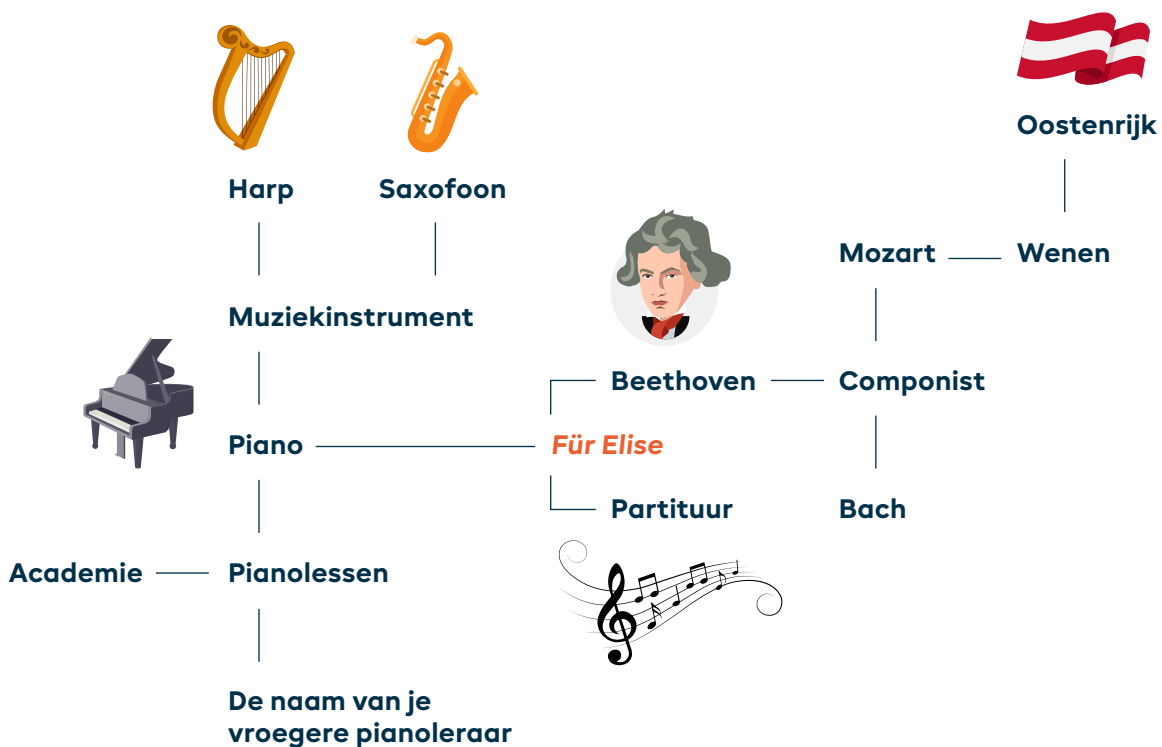 Oostenrijk
Harp
Saxofoon
Mozart
Wenen
Muziekinstrument
Beethoven
Componist
Piano
Für Elise
Partituur
Bach
Academie
Pianolessen
De naam van je
vroegere pianoleraar